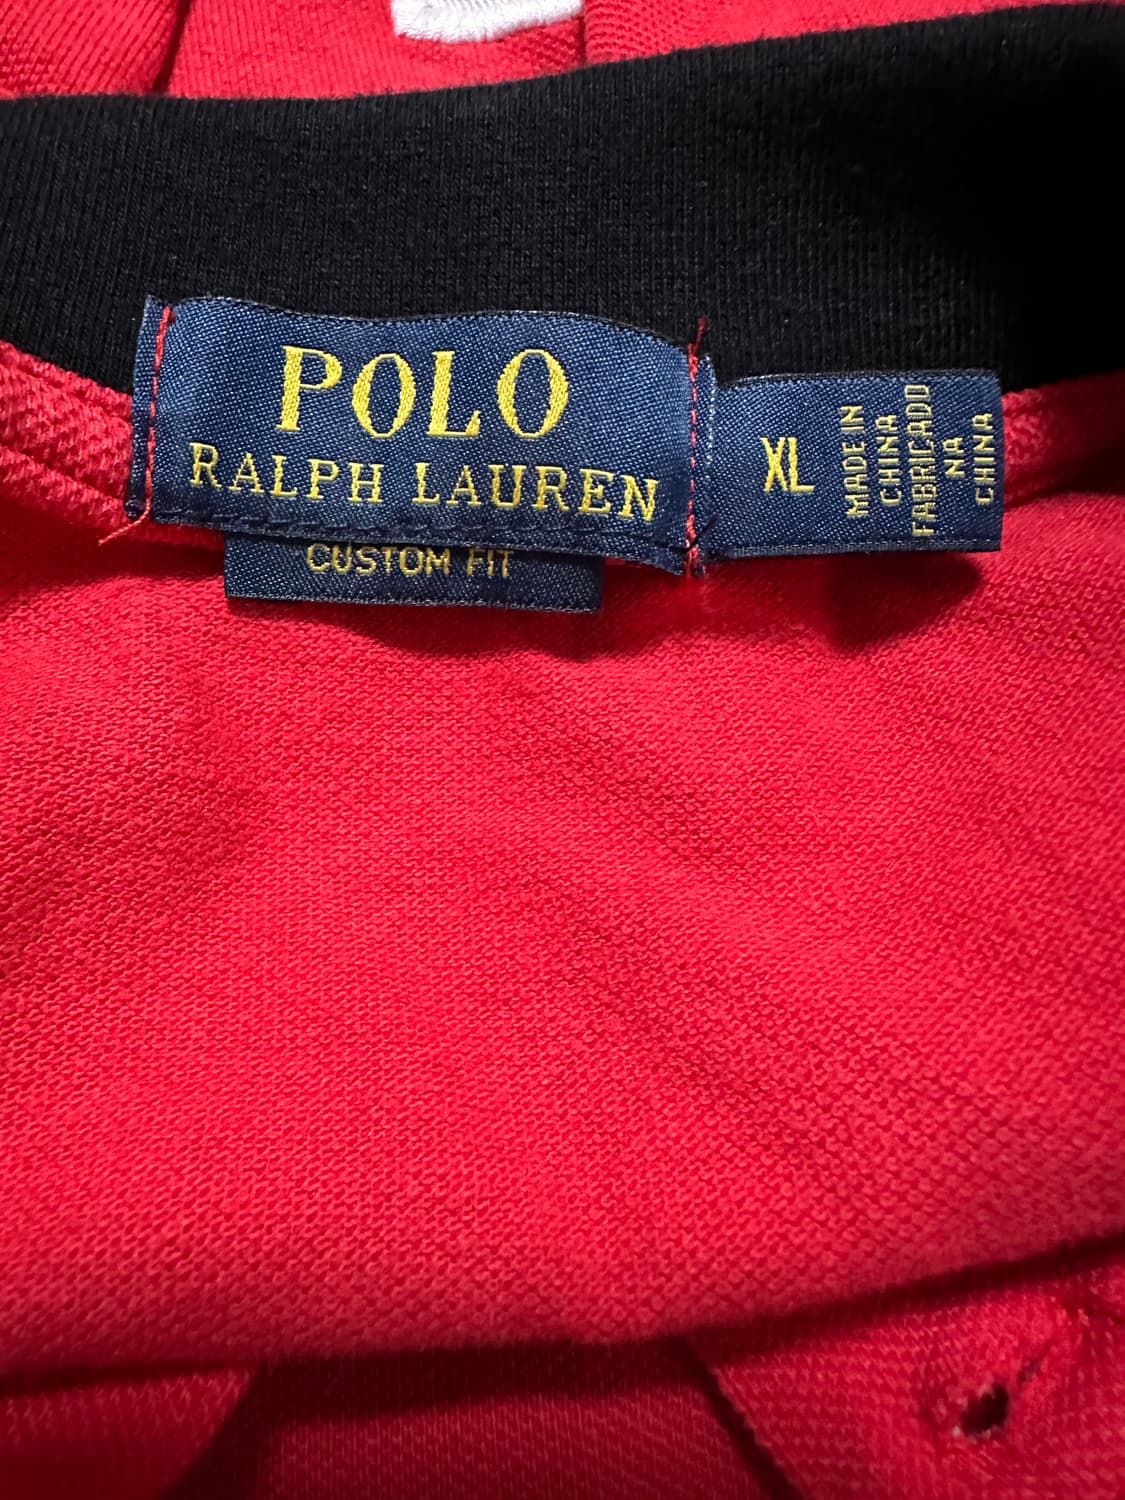 POLO
RALPH LAUREN
CUSTOM FIT
XL
MADE IN
CHINA
FABRICADO
NA
CHINA